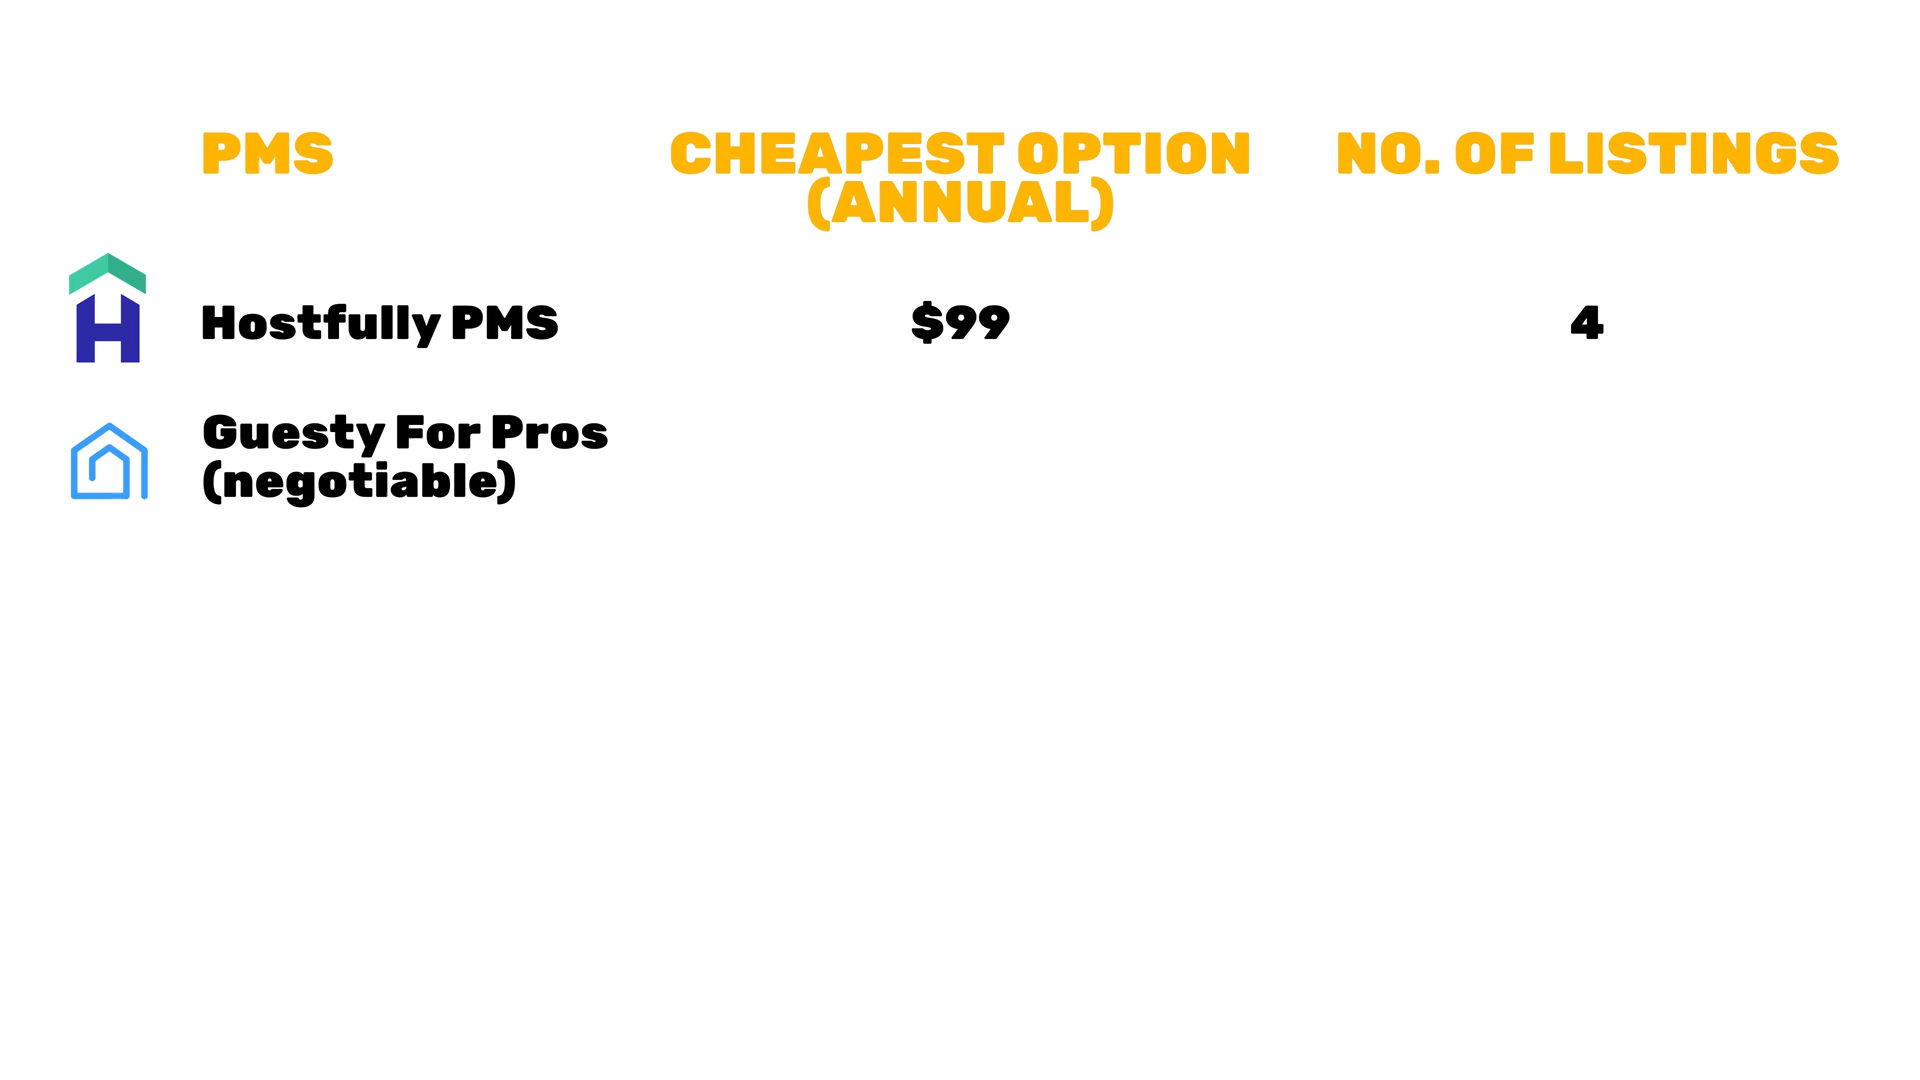 PMS
CHEAPEST OPTION
(ANNUAL)
NO. OF LISTINGS
Hostfully PMS
$99
4
Guesty For Pros
(negotiable)